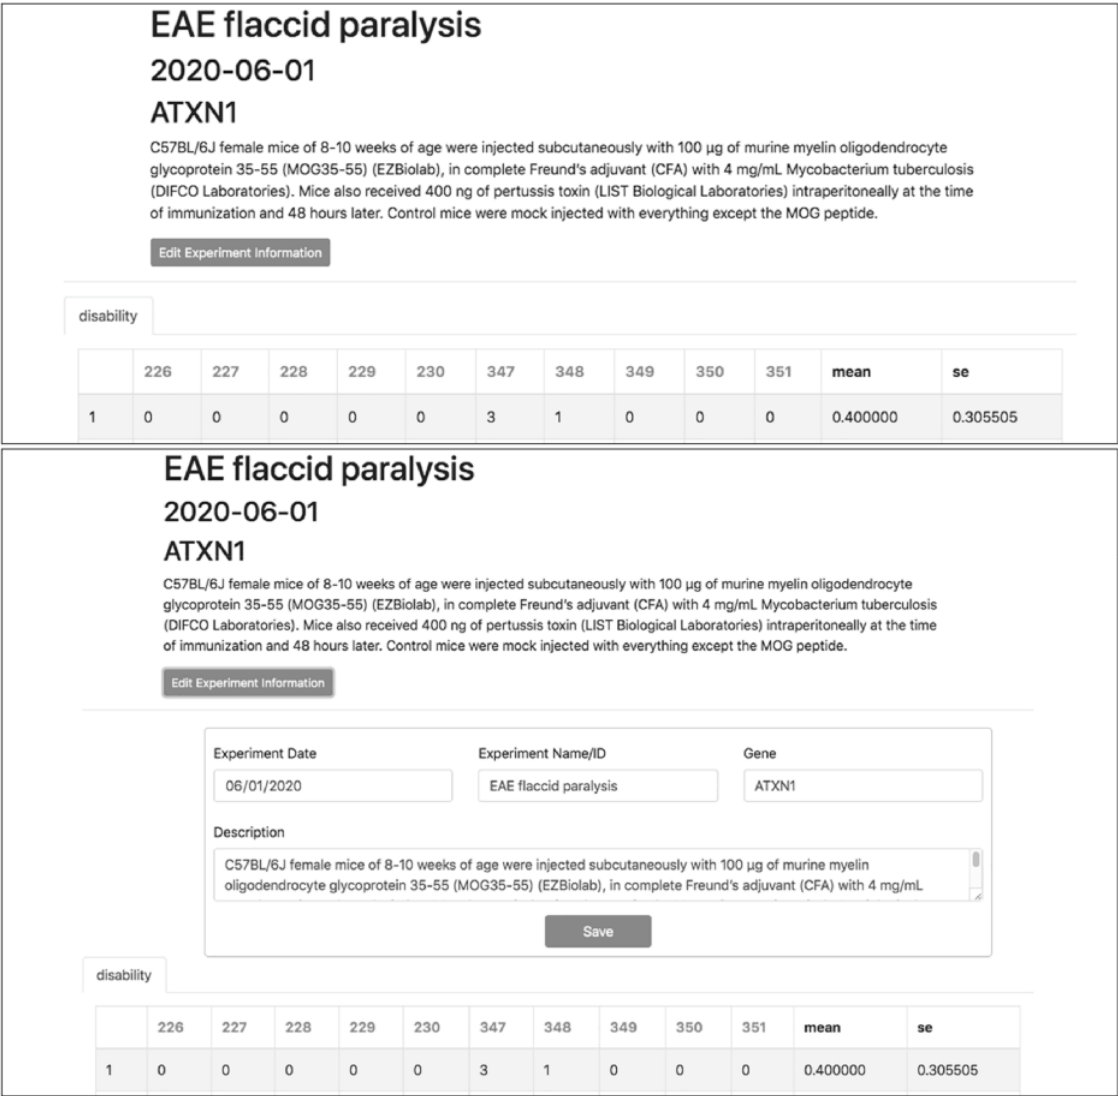 EAE flaccid paralysis
2020-06-01
ATXN1
C57BL/6J female mice of 8-10 weeks of age were injected subcutaneously with 100 µg of murine myelin oligodendrocyte
glycoprotein 35-55 (MOG35-55) (EZBiolab), in complete Freund's adjuvant (CFA) with 4 mg/mL Mycobacterium tuberculosis
(DIFCO Laboratories). Mice also received 400 ng of pertussis toxin (LIST Biological Laboratories) intraperitoneally at the time
of immunization and 48 hours later. Control mice were mock injected with everything except the MOG peptide.
Edit Experiment Information
disability
226 227 228 229 230 347 348 349 350 351 mean se
1 0 0 0 0 0 3 1 0 0 0 0.400000 0.305505
EAE flaccid paralysis
2020-06-01
ATXN1
C57BL/6J female mice of 8-10 weeks of age were injected subcutaneously with 100 µg of murine myelin oligodendrocyte
glycoprotein 35-55 (MOG35-55) (EZBiolab), in complete Freund's adjuvant (CFA) with 4 mg/mL Mycobacterium tuberculosis
(DIFCO Laboratories). Mice also received 400 ng of pertussis toxin (LIST Biological Laboratories) intraperitoneally at the time
of immunization and 48 hours later. Control mice were mock injected with everything except the MOG peptide.
Edit Experiment Information
Experiment Date Experiment Name/ID Gene
06/01/2020 EAE flaccid paralysis ATXN1
Description
C57BL/6J female mice of 8-10 weeks of age were injected subcutaneously with 100 µg of murine myelin
oligodendrocyte glycoprotein 35-55 (MOG35-55) (EZBiolab), in complete Freund's adjuvant (CFA) with 4 mg/mL
Save
disability
226 227 228 229 230 347 348 349 350 351 mean se
1 0 0 0 0 0 3 1 0 0 0 0.400000 0.305505